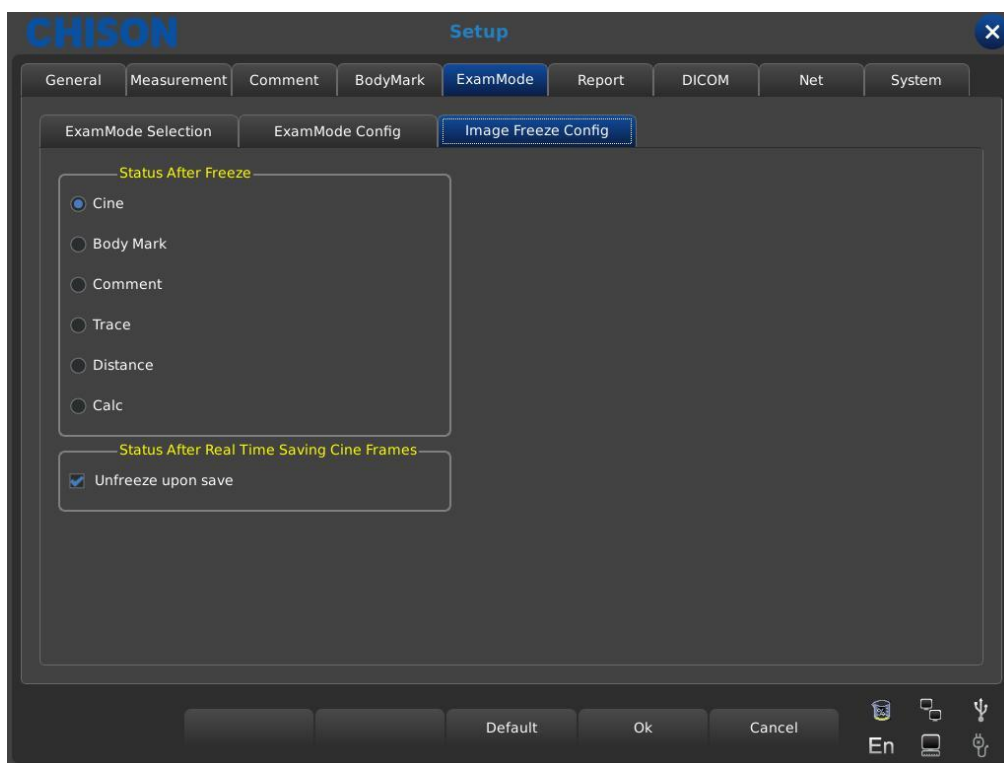 CHISON
Setup
General Measurement Comment BodyMark ExamMode Report DICOM Net System
ExamMode Selection ExamMode Config Image Freeze Config
Status After Freeze
Cine
Body Mark
Comment
Trace
Distance
Calc
Status After Real Time Saving Cine Frames
Unfreeze upon save
Default Ok Cancel
En